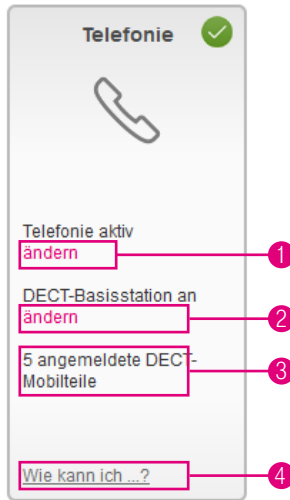 Telefonie
Telefonie aktiv
ändern
1
DECT-Basisstation an
ändern
2
5 angemeldete DECT-
Mobilteile
3
Wie kann ich ...?
4